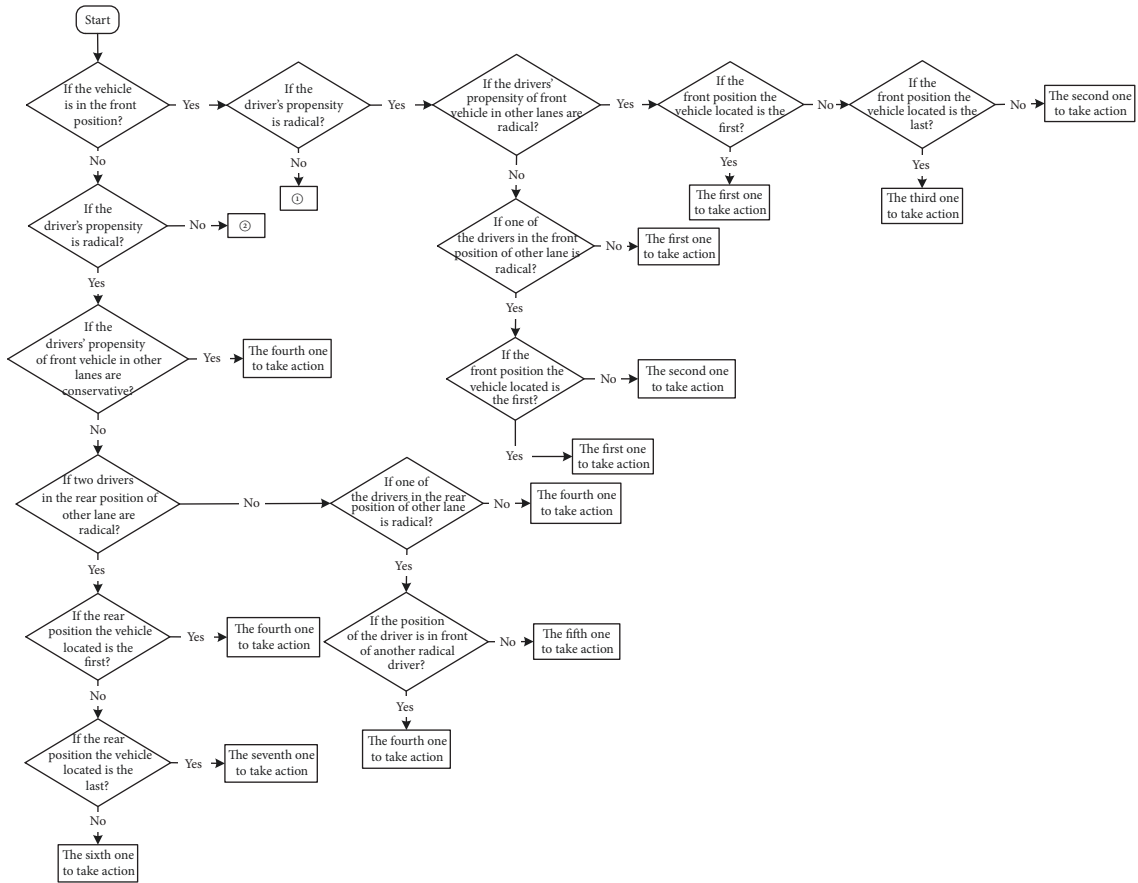 Start
If the vehicle
is in the front
position?
Yes
If the
driver's propensity
is radical?
Yes
If the drivers'
propensity of front
vehicle in other lanes are
radical?
Yes
If the
front position the
vehicle located is the
first?
No
If the
front position the
vehicle located is the
last?
No
The second one
to take action
No
No
①
No
Yes
The first one
to take action
Yes
The third one
to take action
If the
driver's propensity
is radical?
No
②
If one of
the drivers in the front
position of other lane is
radical?
No
The first one
to take action
Yes
Yes
If the
drivers' propensity
of front vehicle in other
lanes are
conservative?
Yes
The fourth one
to take action
If the
front position the
vehicle located is
the first?
No
The second one
to take action
No
Yes
The first one
to take action
If two drivers
in the rear position of
other lane are
radical?
No
If one of
the drivers in the rear
position of other lane
is radical?
No
The fourth one
to take action
Yes
Yes
If the rear
position the vehicle
located is the
first?
Yes
The fourth one
to take action
If the position
of the driver is in front
of another radical
driver?
No
The fifth one
to take action
No
Yes
The fourth one
to take action
If the rear
position the vehicle
located is the
last?
Yes
The seventh one
to take action
No
The sixth one
to take action